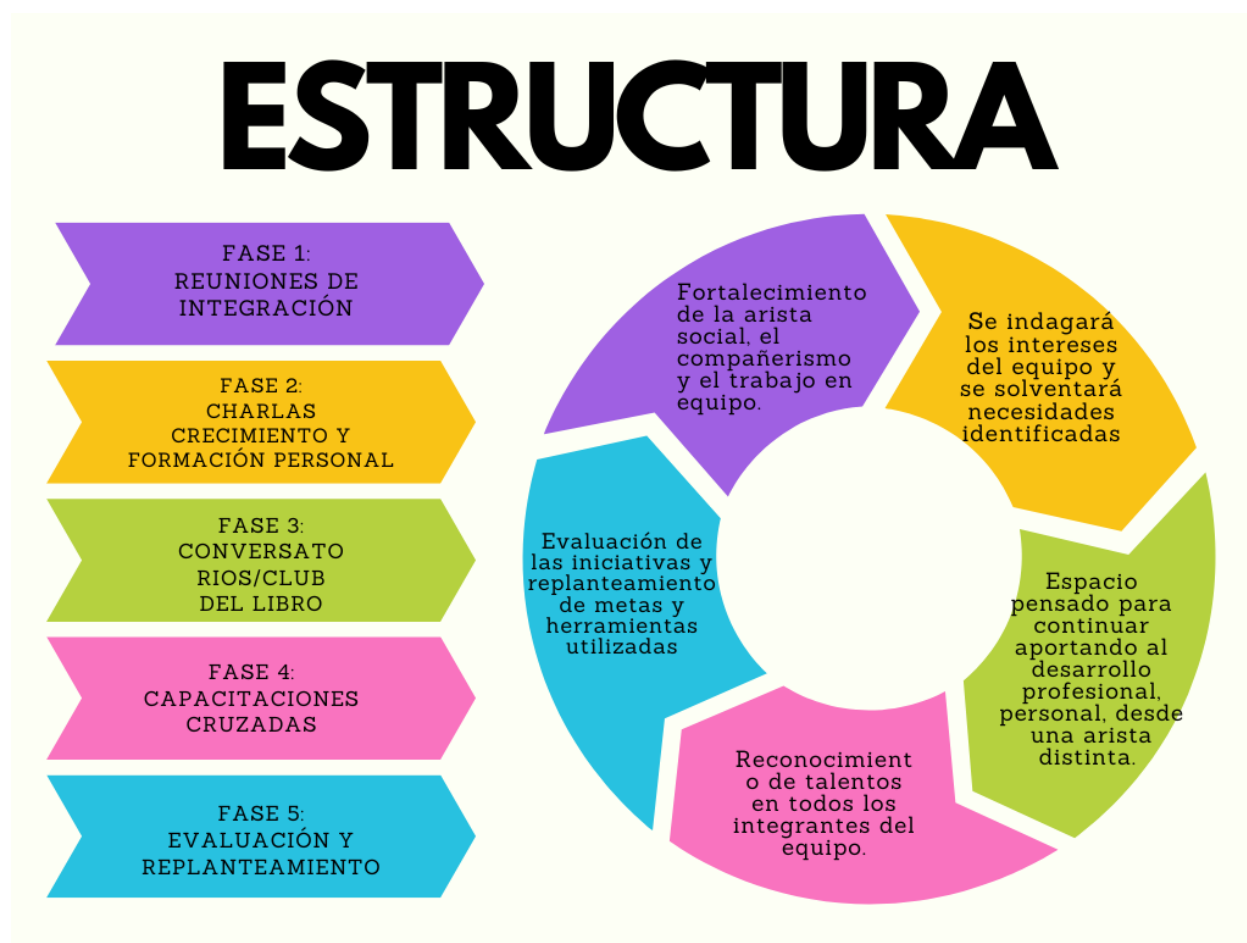 ESTRUCTURA
FASE 1:
REUNIONES DE
INTEGRACIÓN
FASE 2:
CHARLAS
CRECIMIENTO Y
FORMACIÓN PERSONAL
FASE 3:
CONVERSATO
RIOS/CLUB
DEL LIBRO
FASE 4:
CAPACITACIONES
CRUZADAS
FASE 5:
EVALUACIÓN Y
REPLANTEAMIENTO
Fortalecimiento
de la arista
social, el
compañerismo
y el trabajo en
equipo.
Se indagará
los intereses
del equipo y
se solventará
necesidades
identificadas
Espacio
pensado para
continuar
aportando al
desarrollo
profesional,
personal, desde
una arista
distinta.
Reconocimient
o de talentos
en todos los
integrantes del
equipo.
Evaluación de
las iniciativas y
replanteamiento
de metas y
herramientas
utilizadas